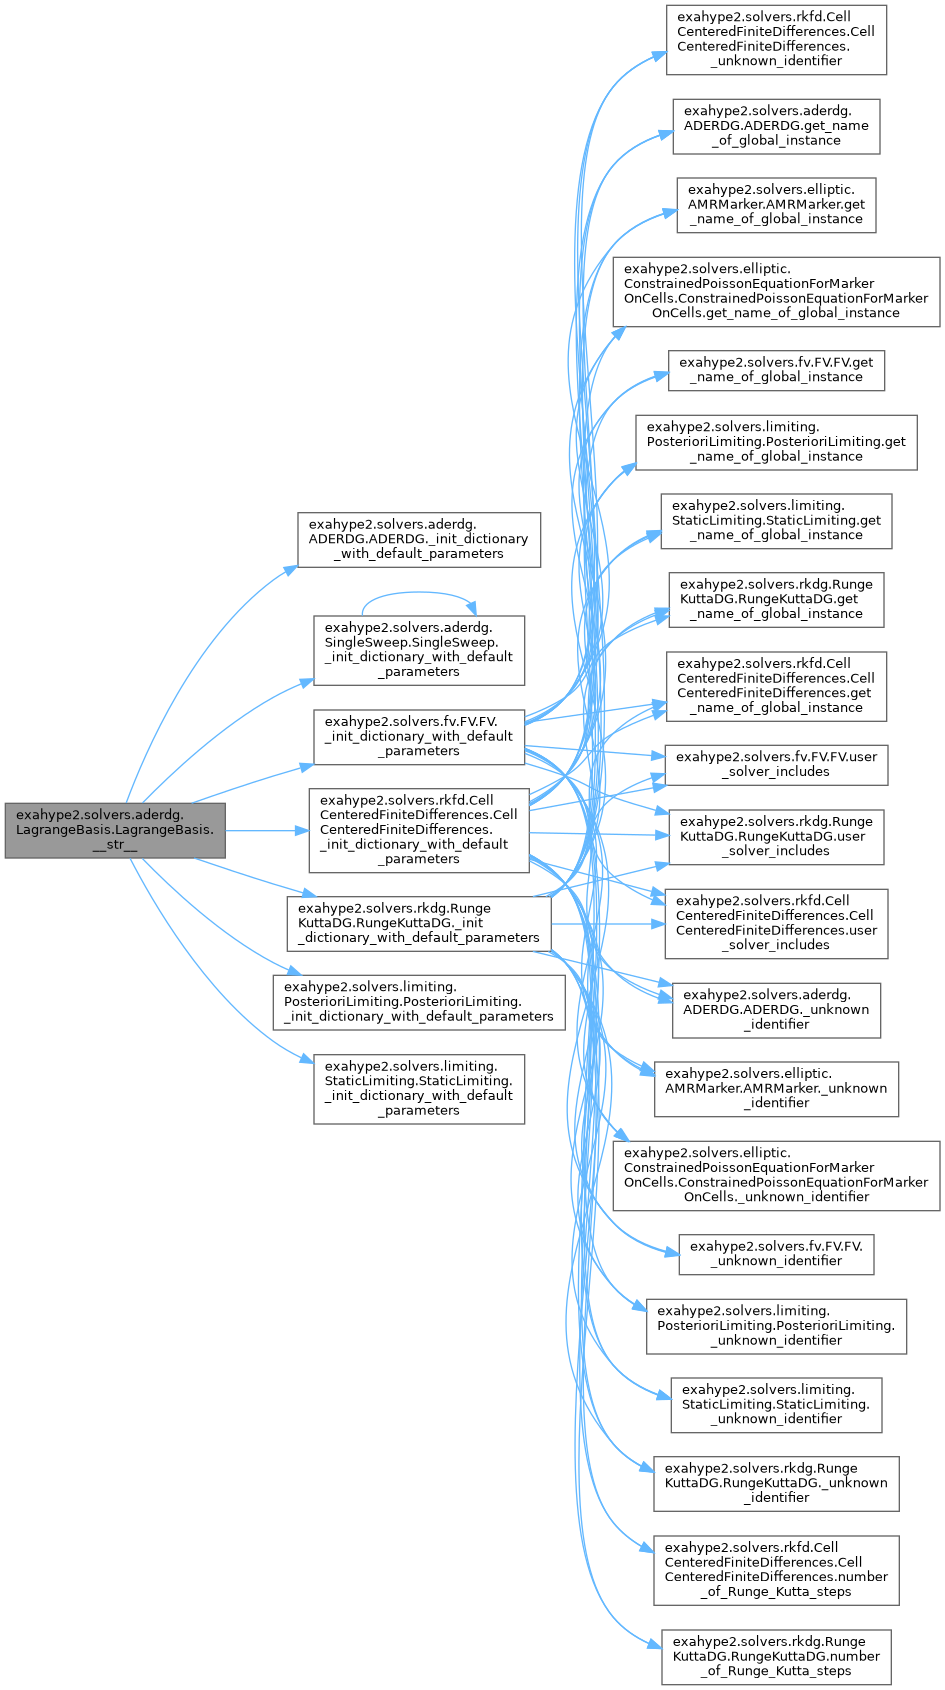 exahype2.solvers.aderdg.
LagrangeBasis.LagrangeBasis.
__str__
exahype2.solvers.aderdg.
ADERDG.ADERDG._init_dictionary
_with_default_parameters
exahype2.solvers.aderdg.
SingleSweep.SingleSweep.
_init_dictionary_with_default
_parameters
exahype2.solvers.fv.FV.FV.
_init_dictionary_with_default
_parameters
exahype2.solvers.rkfd.Cell
CenteredFiniteDifferences.Cell
CenteredFiniteDifferences.
_init_dictionary_with_default
_parameters
exahype2.solvers.rkdg.Runge
KuttaDG.RungeKuttaDG._init
_dictionary_with_default_parameters
exahype2.solvers.limiting.
PosterioriLimiting.PosterioriLimiting.
_init_dictionary_with_default_parameters
exahype2.solvers.limiting.
StaticLimiting.StaticLimiting.
_init_dictionary_with_default
_parameters
exahype2.solvers.rkfd.Cell
CenteredFiniteDifferences.Cell
CenteredFiniteDifferences.
_unknown_identifier
exahype2.solvers.aderdg.
ADERDG.ADERDG.get_name
_of_global_instance
exahype2.solvers.elliptic.
AMRMarker.AMRMarker.get
_name_of_global_instance
exahype2.solvers.elliptic.
ConstrainedPoissonEquationForMarker
OnCells.ConstrainedPoissonEquationForMarker
OnCells.get_name_of_global_instance
exahype2.solvers.fv.FV.FV.get
_name_of_global_instance
exahype2.solvers.limiting.
PosterioriLimiting.PosterioriLimiting.get
_name_of_global_instance
exahype2.solvers.limiting.
StaticLimiting.StaticLimiting.get
_name_of_global_instance
exahype2.solvers.rkdg.Runge
KuttaDG.RungeKuttaDG.get
_name_of_global_instance
exahype2.solvers.rkfd.Cell
CenteredFiniteDifferences.Cell
CenteredFiniteDifferences.get
_name_of_global_instance
exahype2.solvers.fv.FV.FV.user
_solver_includes
exahype2.solvers.rkdg.Runge
KuttaDG.RungeKuttaDG.user
_solver_includes
exahype2.solvers.rkfd.Cell
CenteredFiniteDifferences.Cell
CenteredFiniteDifferences.user
_solver_includes
exahype2.solvers.aderdg.
ADERDG.ADERDG._unknown
_identifier
exahype2.solvers.elliptic.
AMRMarker.AMRMarker._unknown
_identifier
exahype2.solvers.elliptic.
ConstrainedPoissonEquationForMarker
OnCells.ConstrainedPoissonEquationForMarker
OnCells._unknown_identifier
exahype2.solvers.fv.FV.FV.
_unknown_identifier
exahype2.solvers.limiting.
PosterioriLimiting.PosterioriLimiting.
_unknown_identifier
exahype2.solvers.limiting.
StaticLimiting.StaticLimiting.
_unknown_identifier
exahype2.solvers.rkdg.Runge
KuttaDG.RungeKuttaDG._unknown
_identifier
exahype2.solvers.rkfd.Cell
CenteredFiniteDifferences.Cell
CenteredFiniteDifferences.number
_of_Runge_Kutta_steps
exahype2.solvers.rkdg.Runge
KuttaDG.RungeKuttaDG.number
_of_Runge_Kutta_steps